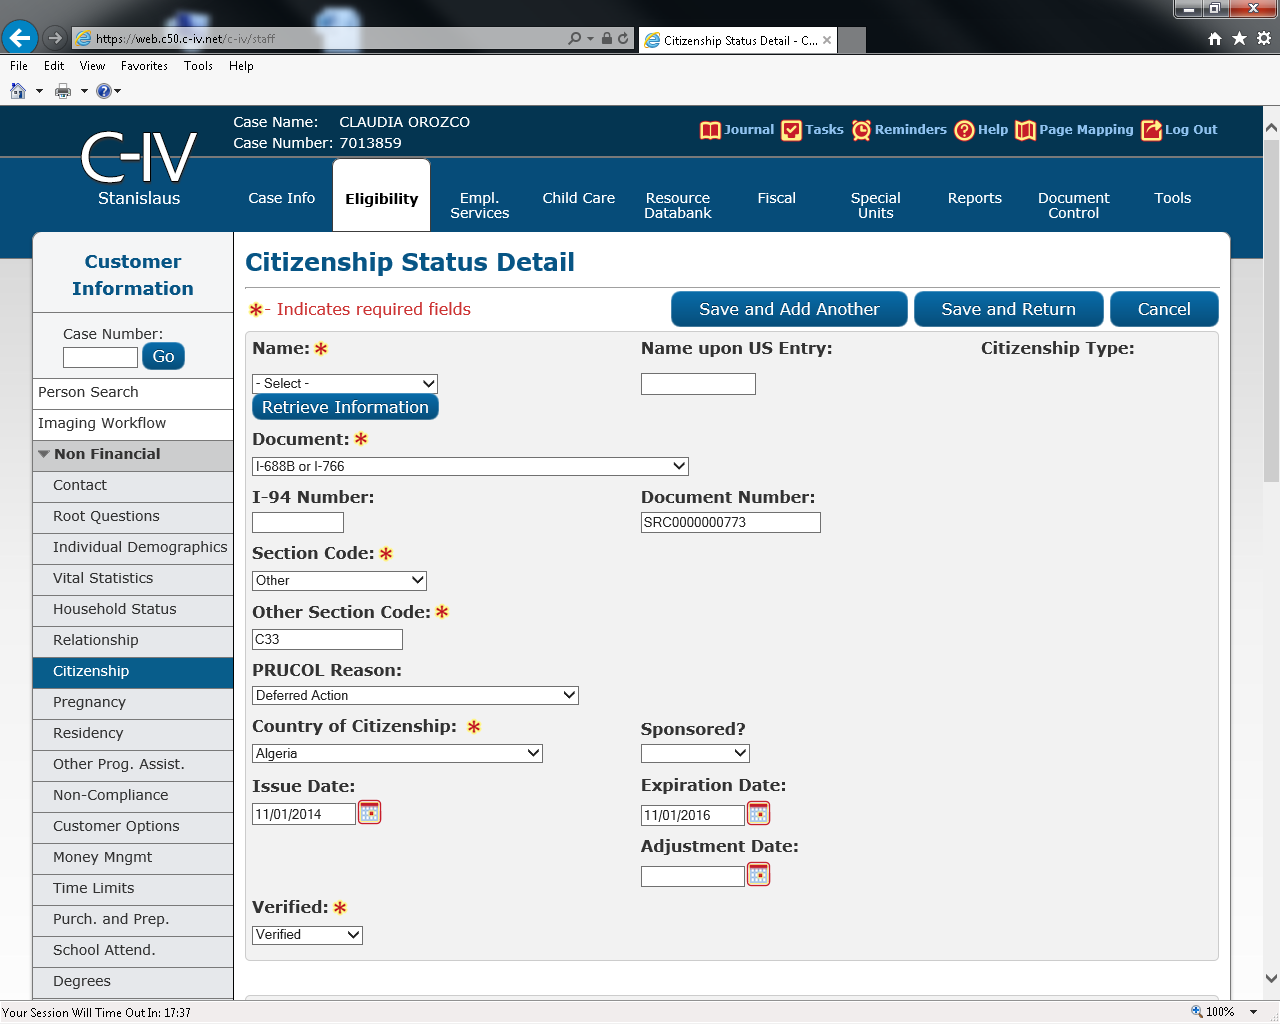 https://web.c50.c-iv.net/c-iv/staff
Citizenship Status Detail - C...
File Edit View Favorites Tools Help
C-IV
Stanislaus
Case Name: CLAUDIA OROZCO
Case Number: 7013859
Journal Tasks Reminders Help Page Mapping Log Out
Case Info
Eligibility
Empl. Services
Child Care
Resource Databank
Fiscal
Special Units
Reports
Document Control
Tools
Customer Information
Case Number:
Go
Person Search
Imaging Workflow
Non Financial
Contact
Root Questions
Individual Demographics
Vital Statistics
Household Status
Relationship
Citizenship
Pregnancy
Residency
Other Prog. Assist.
Non-Compliance
Customer Options
Money Mngmt
Time Limits
Purch. and Prep.
School Attend.
Degrees
Citizenship Status Detail
*- Indicates required fields
Save and Add Another
Save and Return
Cancel
Name: *
Name upon US Entry:
Citizenship Type:
- Select -
Retrieve Information
Document: *
I-688B or I-766
I-94 Number:
Document Number:
SRC0000000773
Section Code: *
Other
Other Section Code: *
C33
PRUCOL Reason:
Deferred Action
Country of Citizenship: *
Sponsored?
Algeria
Issue Date:
Expiration Date:
11/01/2014
11/01/2016
Adjustment Date:
Verified: *
Verified
Your Session Will Time Out In: 17:37
100%